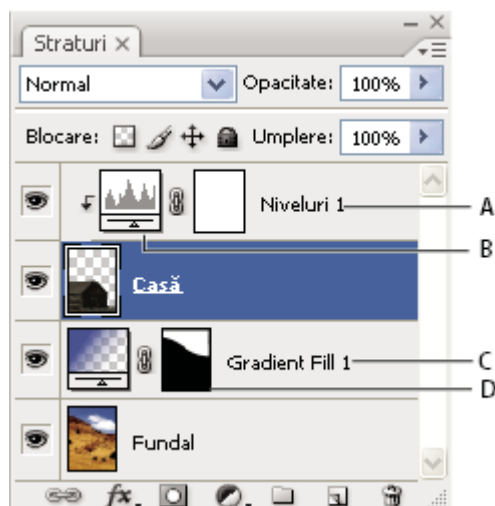 Straturi
Normal Opacitate: 100%
Blocare: Umplere: 100%
Niveluri 1 A
B
Casă
Gradient Fill 1 C
D
Fundal
fx.